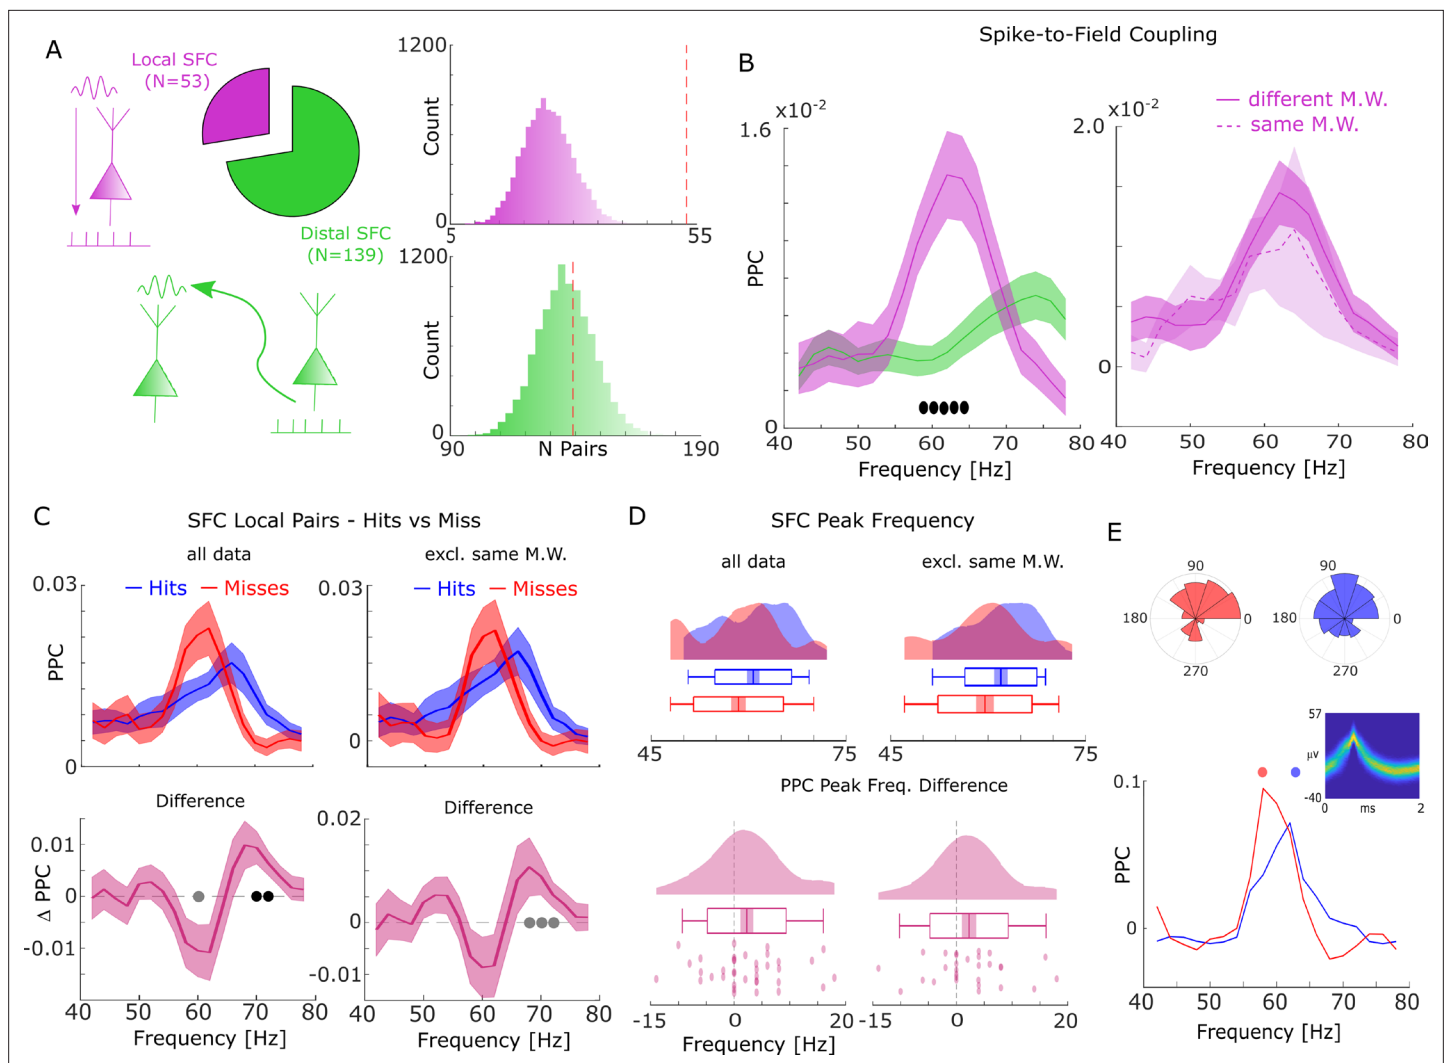 A
Local SFC
(N=53)
Distal SFC
(N=139)
1200
Count
0
5
55
1200
Count
0
90
N Pairs
190
Spike-to-Field Coupling
B
x10-2
1.6
PPC
0
40
50
60
70
80
Frequency [Hz]
x10-2
2.0
0
different M.W.
same M.W.
40
50
60
70
80
Frequency [Hz]
C
SFC Local Pairs - Hits vs Miss
all data
excl. same M.W.
0.03
Hits
Misses
PPC
0
0.03
Hits
Misses
0
Difference
0.01
0
-0.01
Δ PPC
40
50
60
70
80
Frequency [Hz]
Difference
0.02
0.01
0
-0.01
40
50
60
70
80
Frequency [Hz]
D
SFC Peak Frequency
all data
excl. same M.W.
45
75
45
75
PPC Peak Freq. Difference
-15
0
20
-15
0
20
Frequency [Hz]
E
90
180
0
270
90
180
0
270
57
μV
-40
0
ms
2
0.1
PPC
0
40
50
60
70
80
Frequency [Hz]